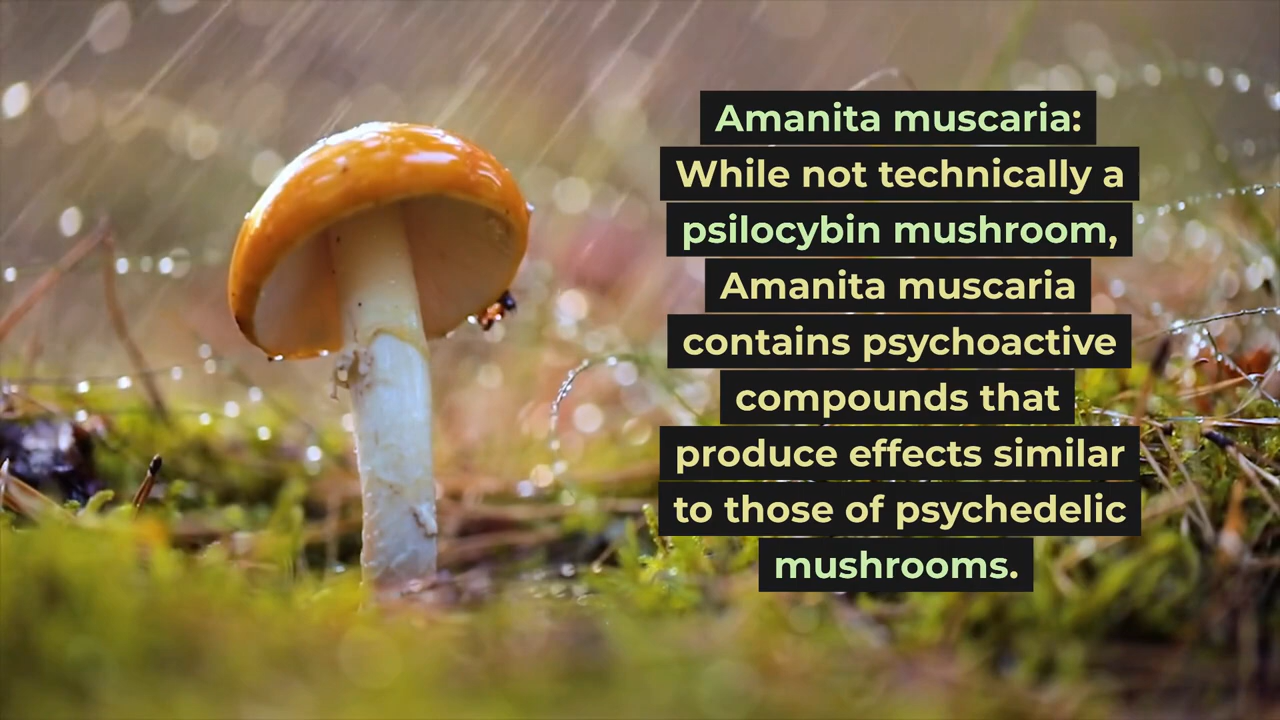 Amanita muscaria:
While not technically a
psilocybin mushroom,
Amanita muscaria
contains psychoactive
compounds that
produce effects similar
to those of psychedelic
mushrooms.